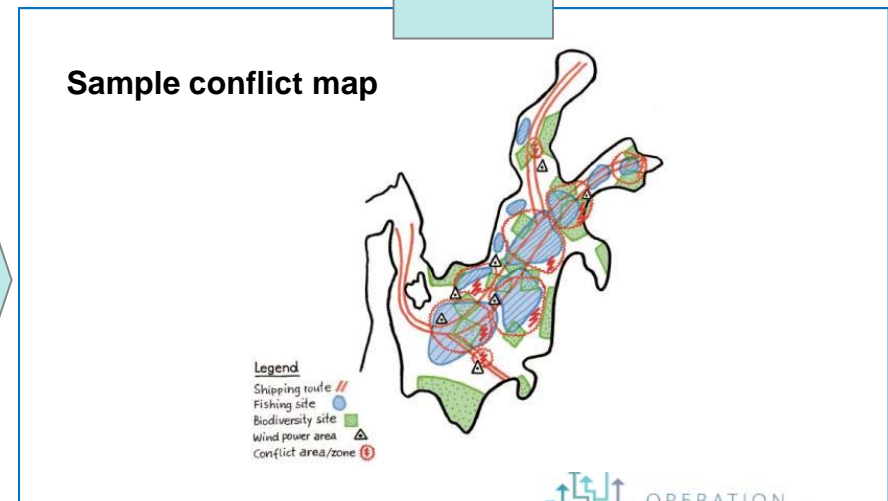 Sample conflict map
Legend
Shipping route
Fishing site
Biodiversity site
Wind power area
Conflict area/zone
OPERATION